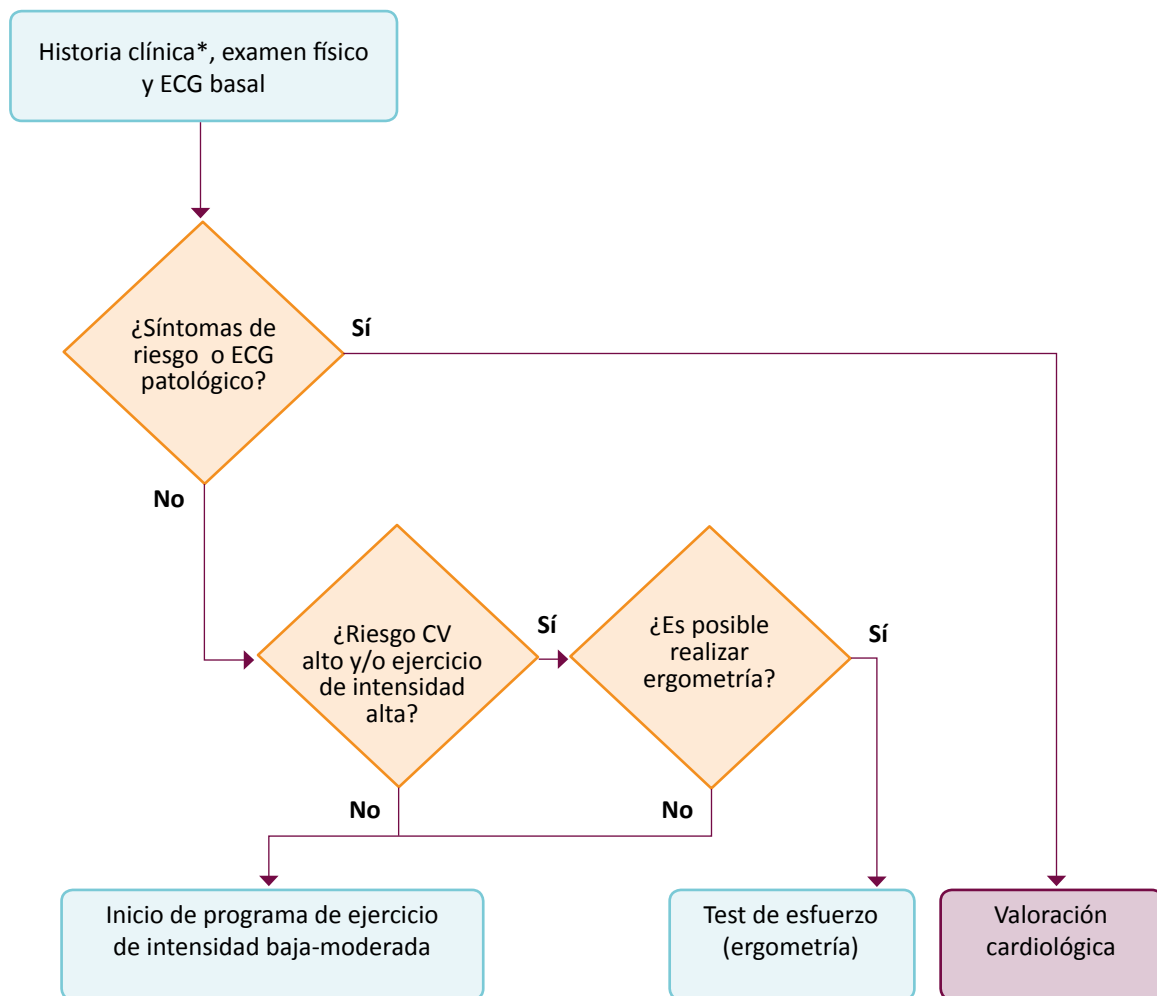 Historia clínica*, examen físico
y ECG basal
¿Síntomas de
riesgo o ECG
patológico?
Sí
No
¿Riesgo CV
alto y/o ejercicio
de intensidad
alta?
Sí
¿Es posible
realizar
ergometría?
Sí
No
No
Inicio de programa de ejercicio
de intensidad baja-moderada
Test de esfuerzo
(ergometría)
Valoración
cardiológica